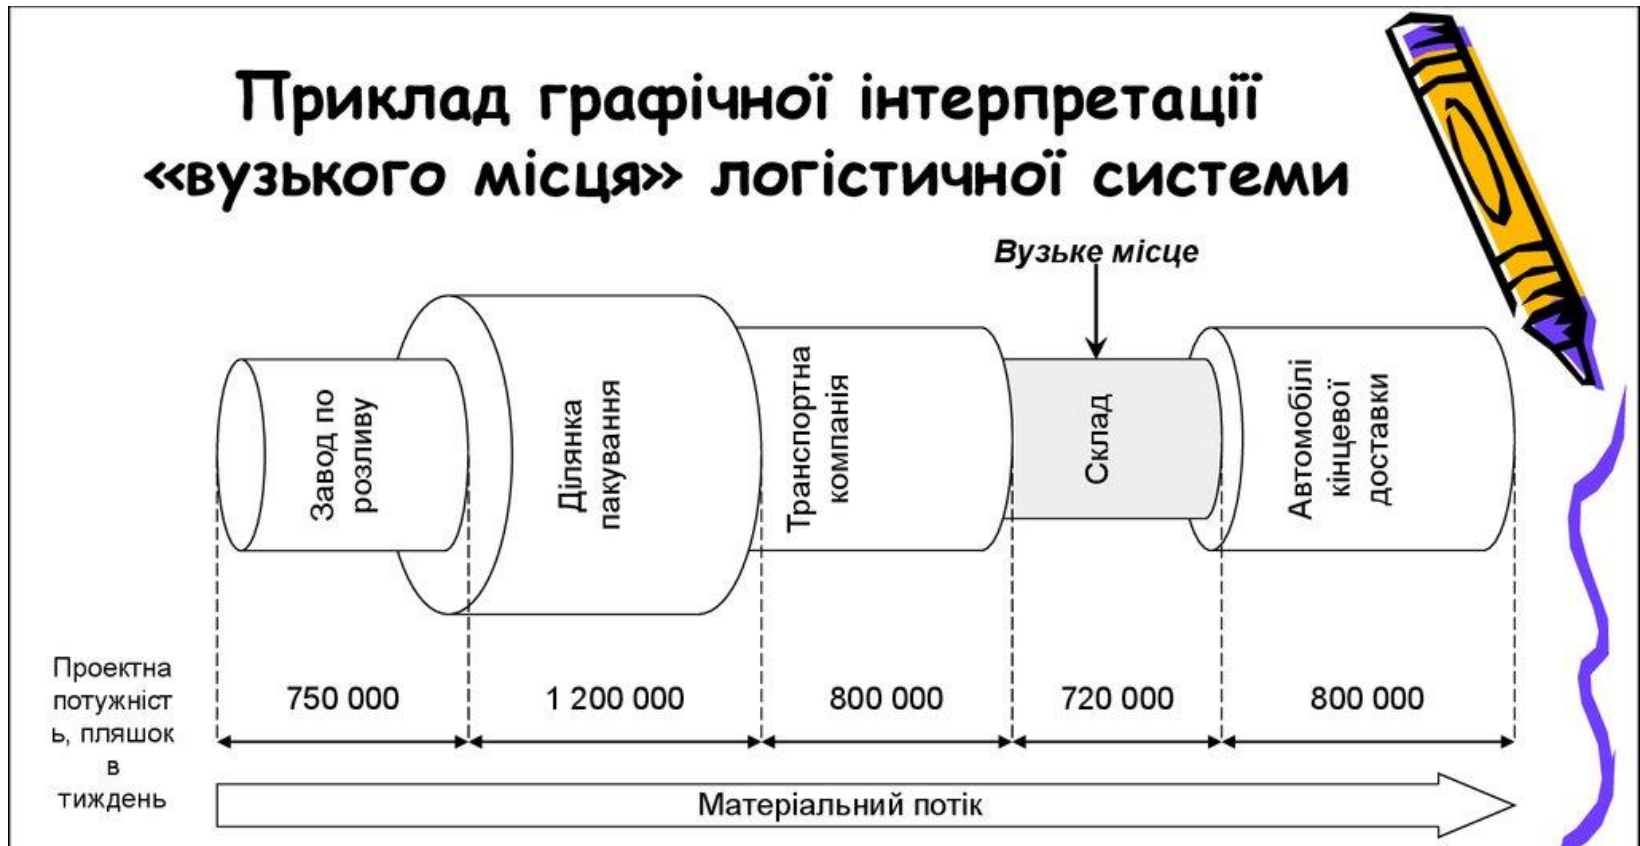 Приклад графічної інтерпретації
«вузького місця» логістичної системи
Вузьке місце
Завод по
розливу
Ділянка
пакування
Транспортна
компанія
Склад
Автомобілі
кінцевої
доставки
Проектна
потужніст
ь, пляшок
в
тиждень
750 000
1 200 000
800 000
720 000
800 000
Матеріальний потік